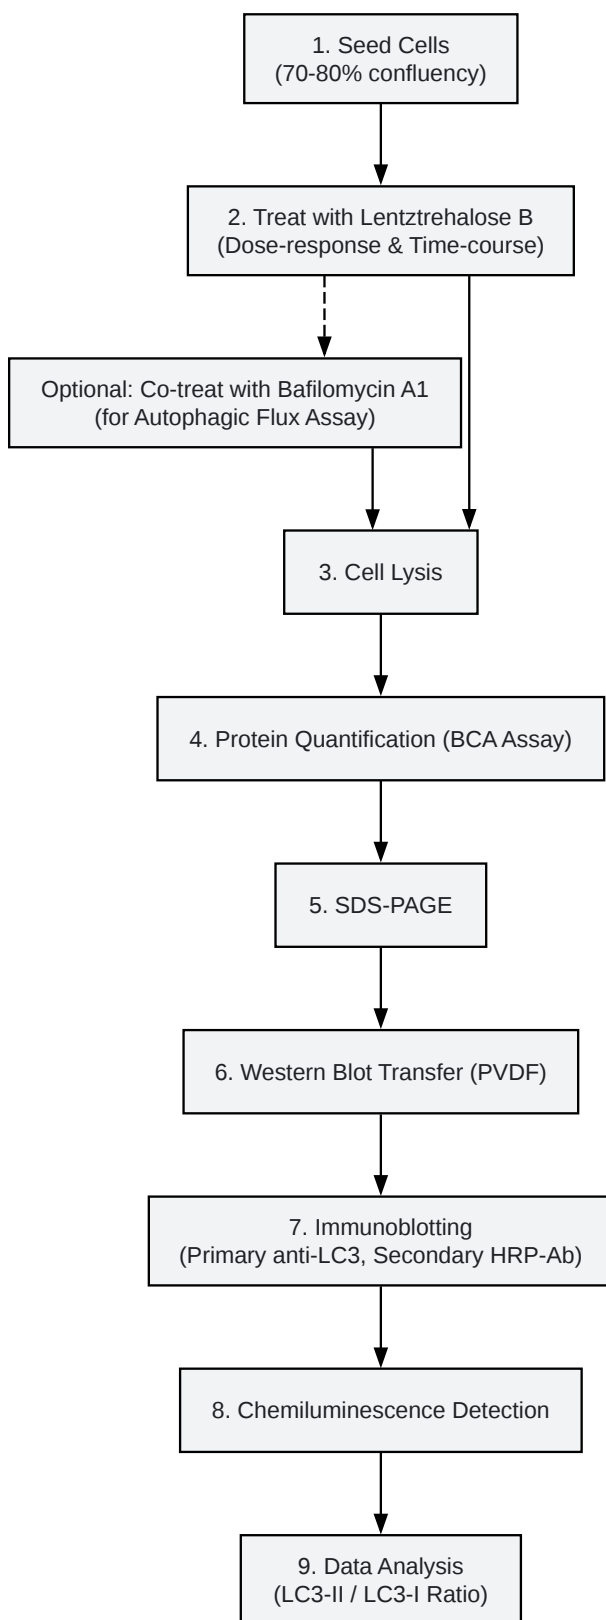 1. Seed Cells
(70-80% confluency)
2. Treat with Lentztrehalose B
(Dose-response & Time-course)
Optional: Co-treat with Bafilomycin A1
(for Autophagic Flux Assay)
3. Cell Lysis
4. Protein Quantification (BCA Assay)
5. SDS-PAGE
6. Western Blot Transfer (PVDF)
7. Immunoblotting
(Primary anti-LC3, Secondary HRP-Ab)
8. Chemiluminescence Detection
9. Data Analysis
(LC3-II / LC3-I Ratio)